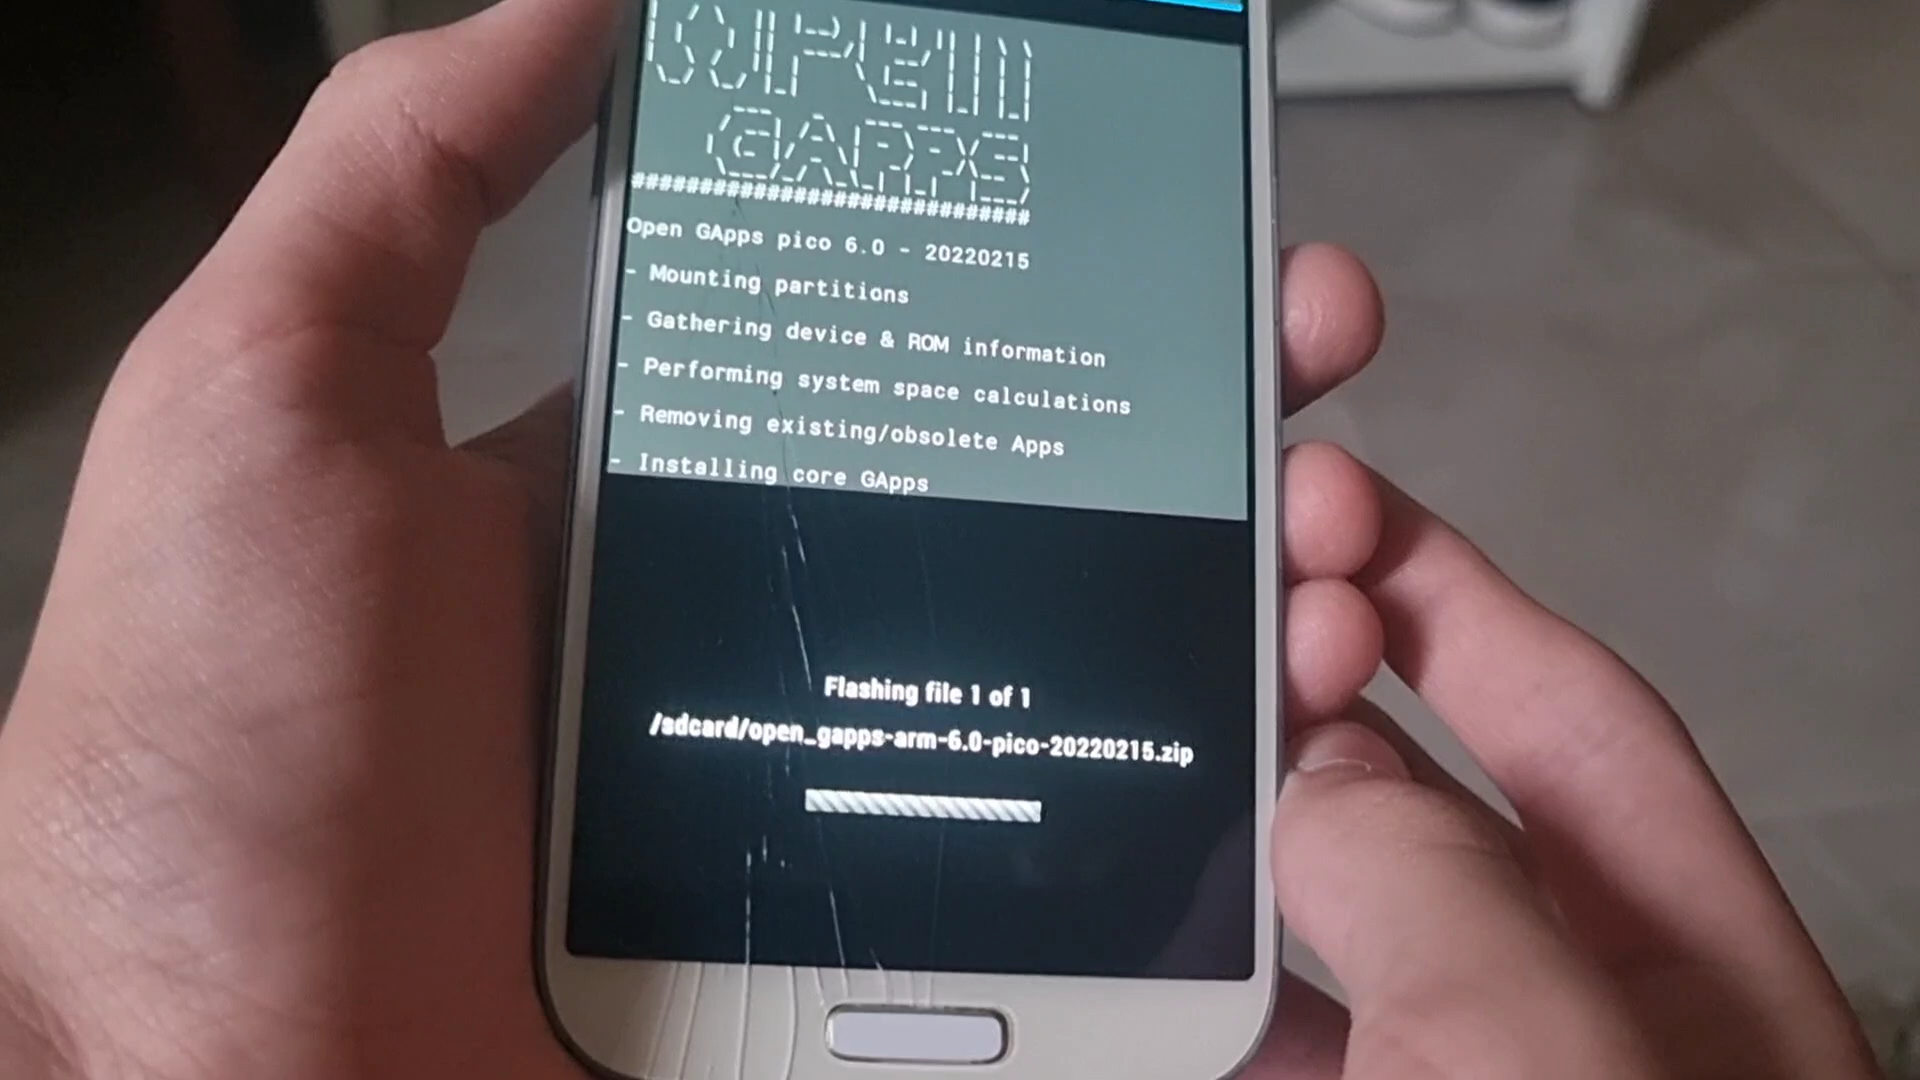 OPEN
GAPPS
##############################
Open GApps pico 6.0 - 20220215
- Mounting partitions
- Gathering device & ROM information
- Performing system space calculations
- Removing existing/obsolete Apps
- Installing core GApps
Flashing file 1 of 1
/sdcard/open_gapps-arm-6.0-pico-20220215.zip